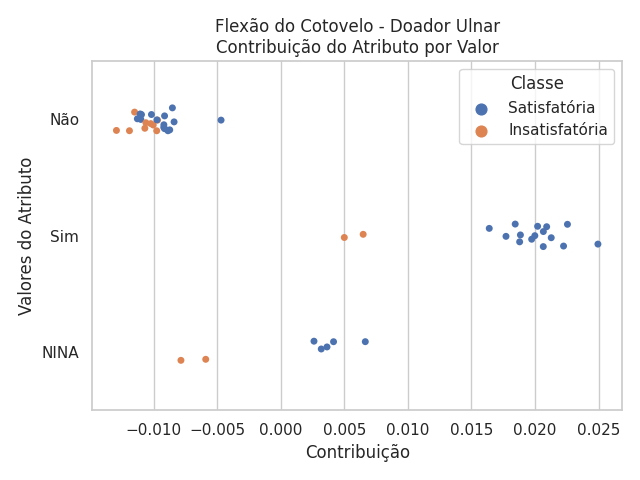 Flexão do Cotovelo - Doador Ulnar
Contribuição do Atributo por Valor
Classe
Satisfatória
Insatisfatória
Valores do Atributo
Não
Sim
NINA
−0.010 −0.005 0.000 0.005 0.010 0.015 0.020 0.025
Contribuição